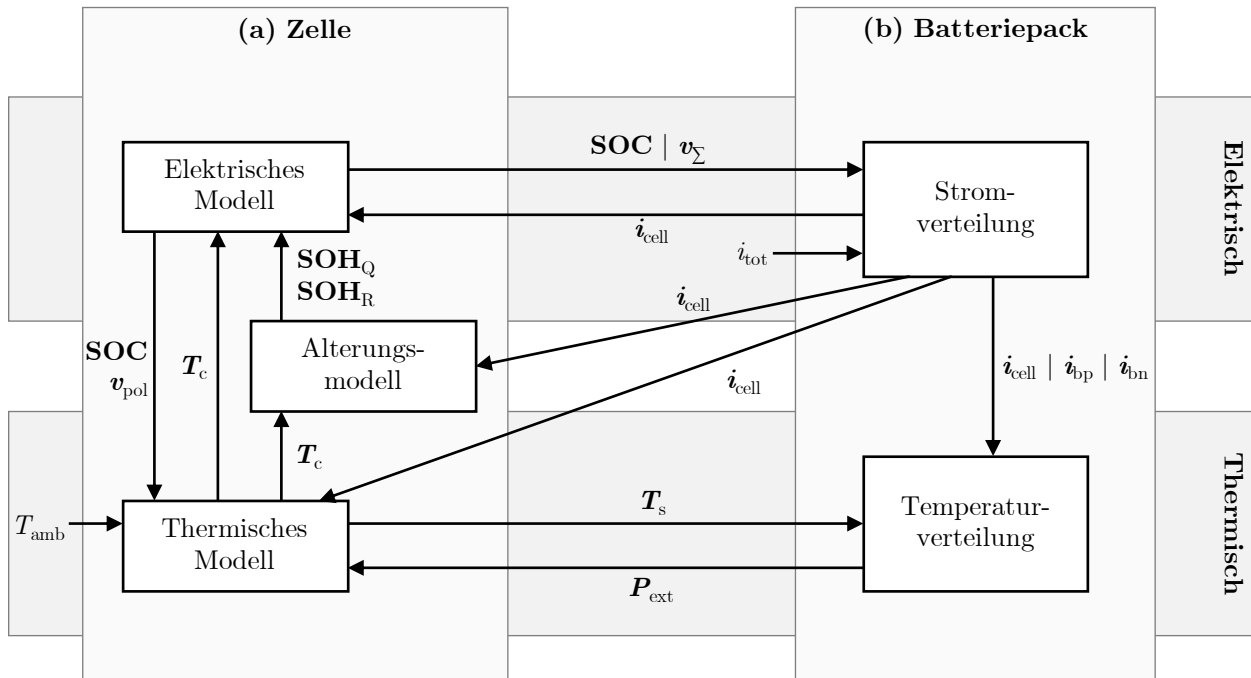 (a) Zelle
(b) Batteriepack
Elektrisches
Modell
SOC | v_Σ
i_cell
i_tot
Strom-
verteilung
Elektrisch
SOH_Q
SOH_R
i_cell
SOC
v_pol
T_c
Alterungs-
modell
i_cell
i_cell | i_bp | i_bn
T_c
T_amb
Thermisches
Modell
T_s
P_ext
Temperatur-
verteilung
Thermisch